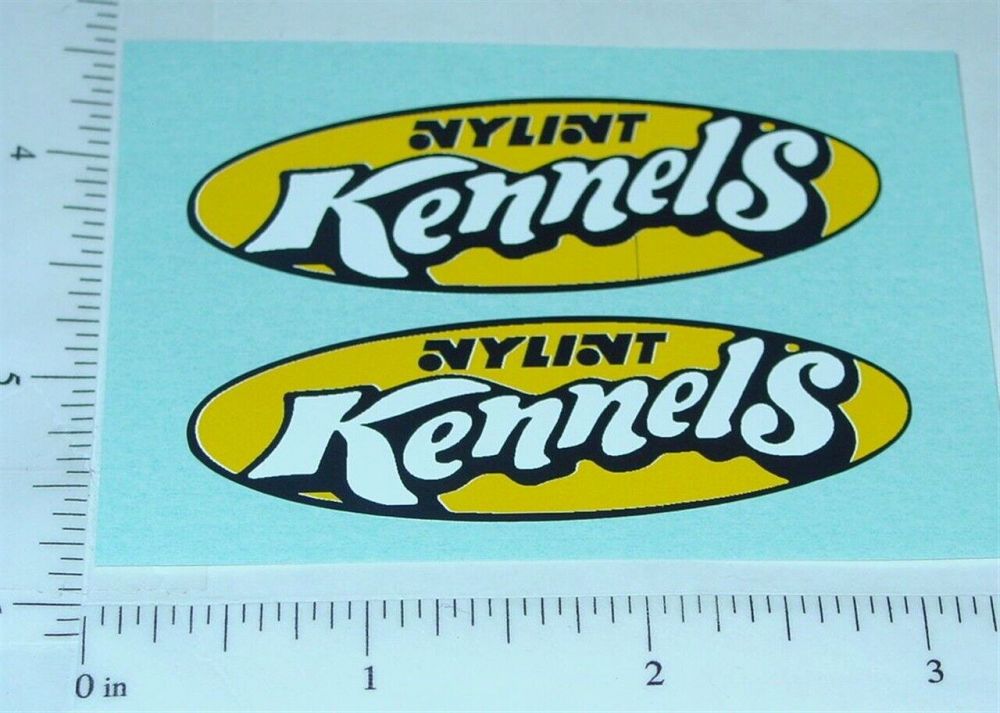 NYLINT
Kennels
NYLINT
Kennels
4
5
0 in
1
2
3